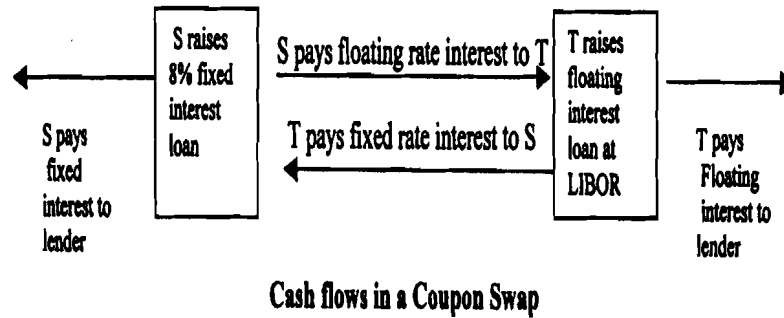 S raises
8% fixed
interest
loan
S pays floating rate interest to T
T pays fixed rate interest to S
T raises
floating
interest
loan at
LIBOR
S pays
fixed
interest to
lender
T pays
Floating
interest to
lender
Cash flows in a Coupon Swap